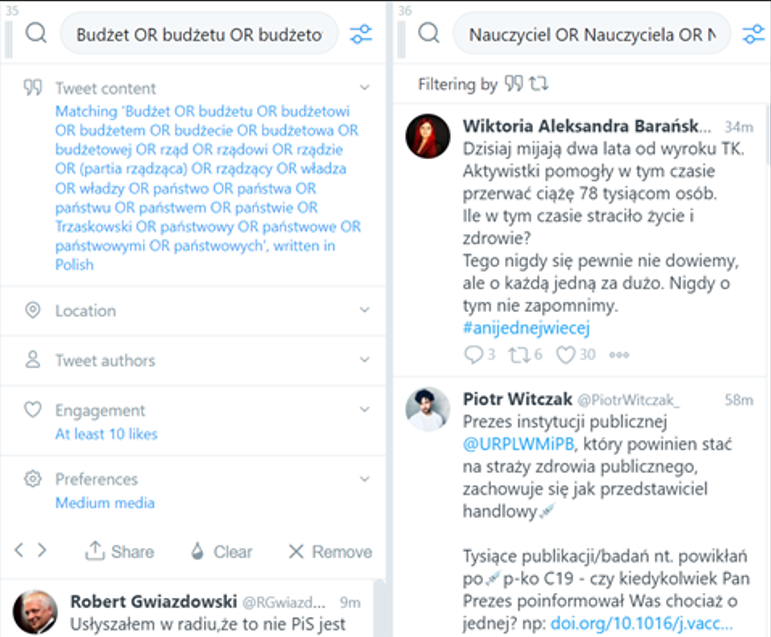 35
Budżet OR budżetu OR budżeto
Tweet content
Matching 'Budżet OR budżetu OR budżetowi
OR budżetem OR budżecie OR budżetowa OR
budżetowej OR rząd OR rządowi OR rządzie
OR (partia rządząca) OR rządzący OR władza
OR władzy OR państwo OR państwa OR
państwu OR państwem OR państwie OR
Trzaskowski OR państwowy OR państwowe OR
państwowymi OR państwowych', written in
Polish
Location
Tweet authors
Engagement
At least 10 likes
Preferences
Medium media
Share Clear Remove
Robert Gwiazdowski @RGwiazd... 9m
Usłyszałem w radiu,że to nie PiS jest
36
Nauczyciel OR Nauczyciela OR N
Filtering by
Wiktoria Aleksandra Barańsk... 34m
Dzisiaj mijają dwa lata od wyroku TK.
Aktywistki pomogły w tym czasie
przerwać ciążę 78 tysiącom osób.
Ile w tym czasie straciło życie i
zdrowie?
Tego nigdy się pewnie nie dowiemy,
ale o każdą jedną za dużo. Nigdy o
tym nie zapomnimy.
#anijednejwiecej
3 6 30
Piotr Witczak @PiotrWitczak_ 58m
Prezes instytucji publicznej
@URPLWMiPB, który powinien stać
na straży zdrowia publicznego,
zachowuje się jak przedstawiciel
handlowy💉
Tysiące publikacji/badań nt. powikłań
po💉p-ko C19 - czy kiedykolwiek Pan
Prezes poinformował Was chociaż o
jednej? np: doi.org/10.1016/j.vacc...